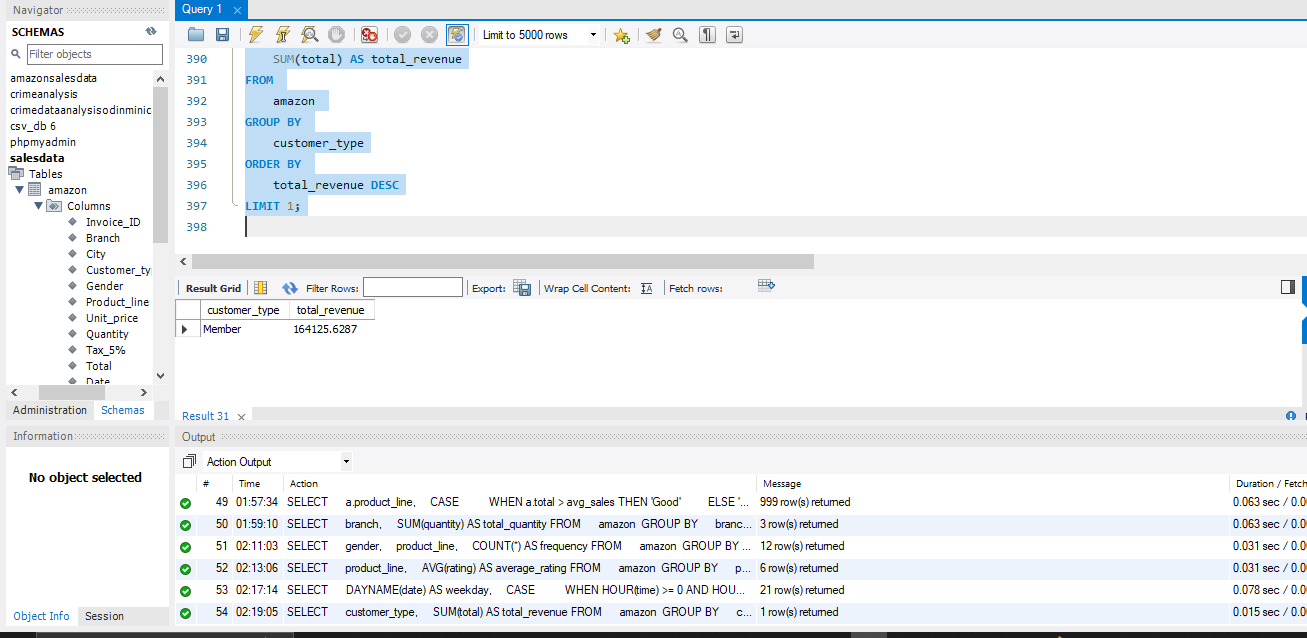 Navigator
Query 1
SCHEMAS
Filter objects
Limit to 5000 rows
amazonsalesdata
crimeanalysis
crimedataanalysisodinminic
csv_db 6
phpmyadmin
salesdata
Tables
amazon
Columns
Invoice_ID
Branch
City
Customer_ty
Gender
Product_line
Unit_price
Quantity
Tax_5%
Total
Date
Administration Schemas
Information
No object selected
Object Info Session
390 SUM(total) AS total_revenue
391 FROM
392 amazon
393 GROUP BY
394 customer_type
395 ORDER BY
396 total_revenue DESC
397 LIMIT 1;
398
Result Grid Filter Rows: Export: Wrap Cell Content: Fetch rows:
customer_type total_revenue
Member 164125.6287
Result 31
Output
Action Output
# Time Action Message Duration / Fetch
49 01:57:34 SELECT a.product_line, CASE WHEN a.total > avg_sales THEN 'Good' ELSE '... 999 row(s) returned 0.063 sec / 0.00
50 01:59:10 SELECT branch, SUM(quantity) AS total_quantity FROM amazon GROUP BY branc... 3 row(s) returned 0.063 sec / 0.00
51 02:11:03 SELECT gender, product_line, COUNT(*) AS frequency FROM amazon GROUP BY ... 12 row(s) returned 0.031 sec / 0.00
52 02:13:06 SELECT product_line, AVG(rating) AS average_rating FROM amazon GROUP BY p... 6 row(s) returned 0.031 sec / 0.00
53 02:17:14 SELECT DAYNAME(date) AS weekday, CASE WHEN HOUR(time) >= 0 AND HOU... 21 row(s) returned 0.078 sec / 0.00
54 02:19:05 SELECT customer_type, SUM(total) AS total_revenue FROM amazon GROUP BY c... 1 row(s) returned 0.015 sec / 0.00